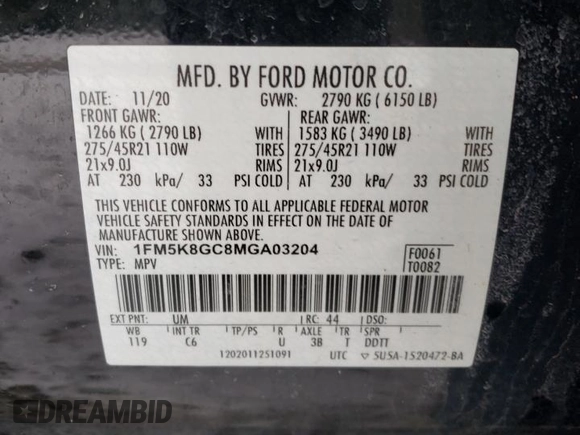 MFD. BY FORD MOTOR CO.
DATE: 11/20 GVWR: 2790 KG ( 6150 LB)
FRONT GAWR: REAR GAWR:
1266 KG ( 2790 LB) WITH 1583 KG ( 3490 LB) WITH
275/45R21 110W TIRES 275/45R21 110W TIRES
21x9.0J RIMS 21x9.0J RIMS
AT 230 kPa/ 33 PSI COLD AT 230 kPa/ 33 PSI COLD
THIS VEHICLE CONFORMS TO ALL APPLICABLE FEDERAL MOTOR
VEHICLE SAFETY STANDARDS IN EFFECT ON THE DATE OF
MANUFACTURE SHOWN ABOVE.
VIN: 1FM5K8GC8MGA03204 F0061
TYPE: MPV T0082
EXT PNT: UM RC: 44 DSO:
WB INT TR TP/PS R AXLE TR SPR
119 C6 U 3B T DDTT
1202011251091 UTC 5U5A-1520472-BA
DREAMBID